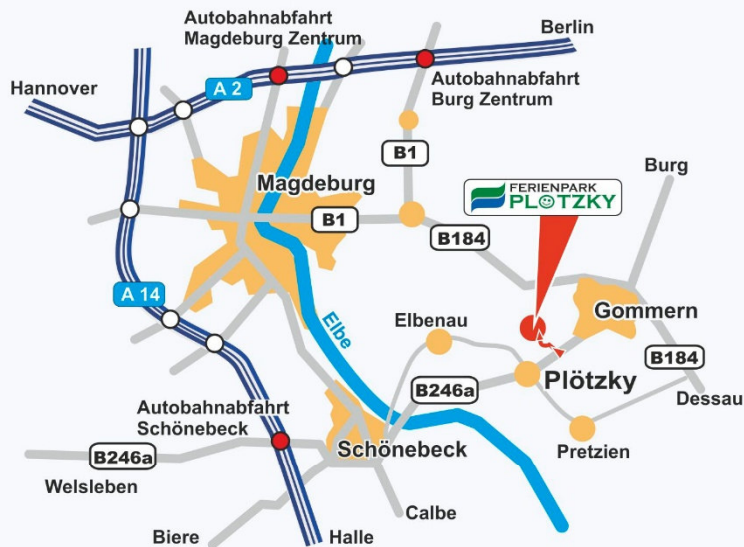 Autobahnabfahrt
Magdeburg Zentrum
Berlin
Hannover
A 2
Autobahnabfahrt
Burg Zentrum
B1
Burg
Magdeburg
FERIENPARK
PLÖTZKY
B1
B184
A 14
Elbe
Elbenau
Gommern
B184
Plötzky
B246a
Dessau
Autobahnabfahrt
Schönebeck
Schönebeck
Pretzien
B246a
Welsleben
Calbe
Biere
Halle